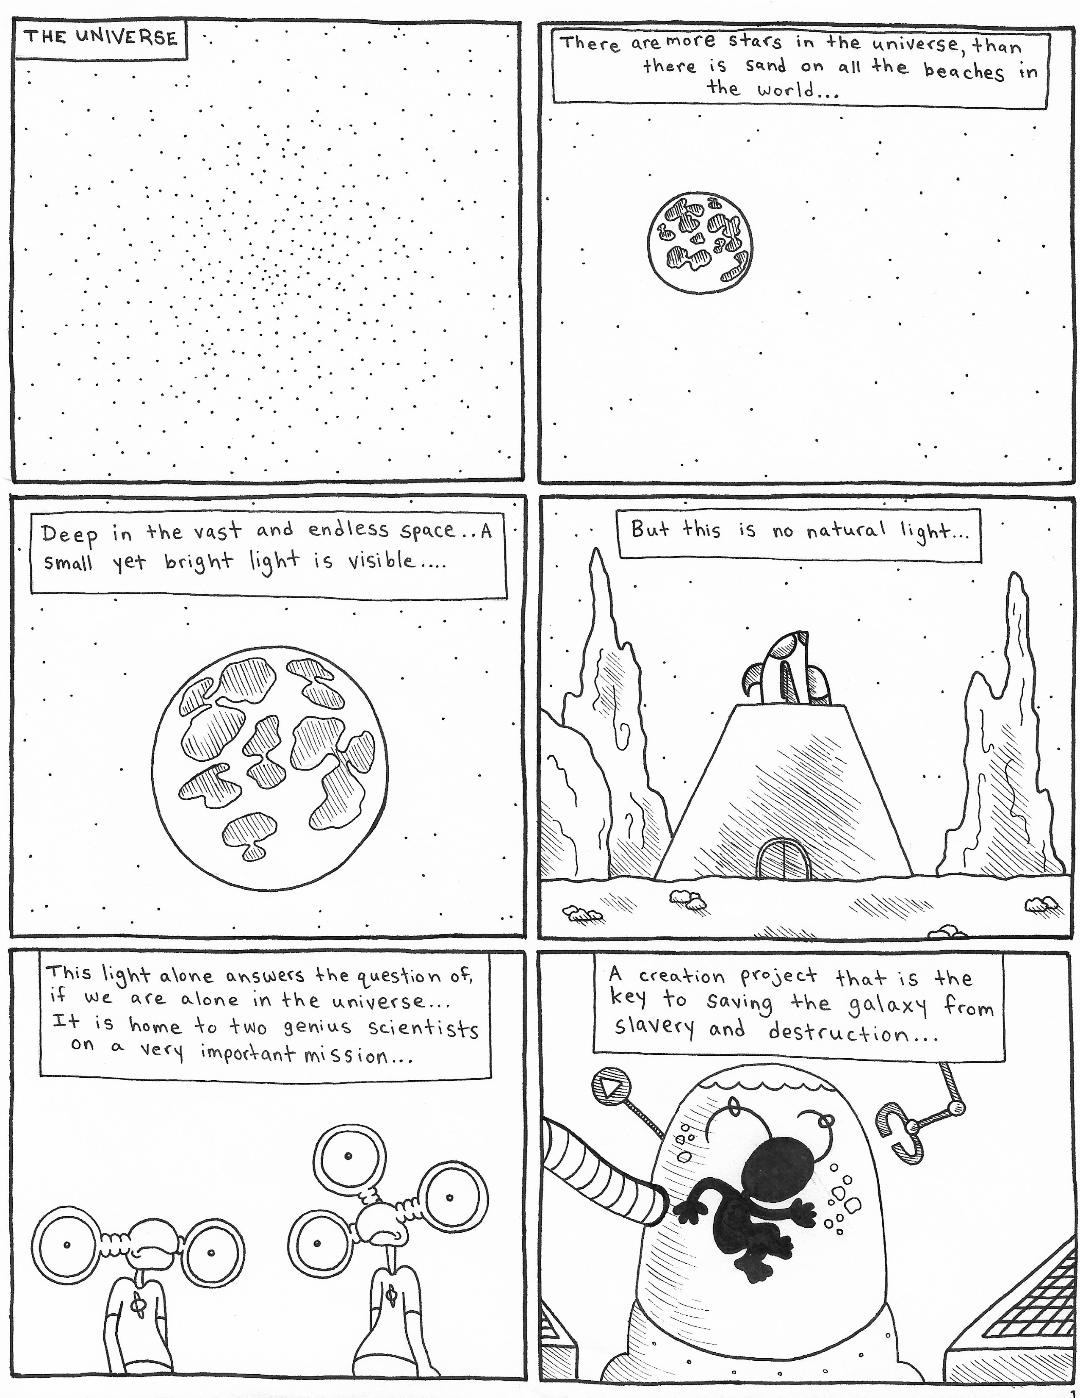 THE UNIVERSE
There are more stars in the universe, than
there is sand on all the beaches in
the world...
Deep in the vast and endless space..A
small yet bright light is visible....
But this is no natural light...
This light alone answers the question of,
if we are alone in the universe...
It is home to two genius scientists
on a very important mission...
A creation project that is the
key to saving the galaxy from
slavery and destruction...
1